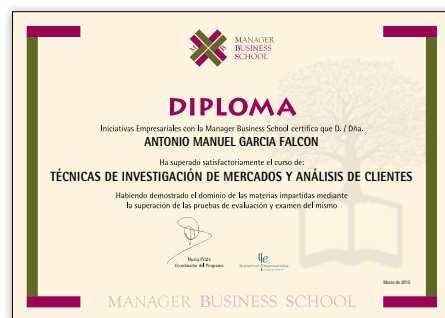 M B
MANAGER
BUSINESS
SCHOOL
DIPLOMA
Iniciativas Empresariales con la Manager Business School certifica que D. / Dña.
ANTONIO MANUEL GARCIA FALCON
Ha superado satisfactoriamente el curso de:
TÉCNICAS DE INVESTIGACIÓN DE MERCADOS Y ANÁLISIS DE CLIENTES
Habiendo demostrado el dominio de las materias impartidas mediante
la superación de las pruebas de evaluación y examen del mismo
Nuria Prats
Coordinador del Programa
Iniciativas Empresariales
Marzo de 2015
MANAGER BUSINESS SCHOOL